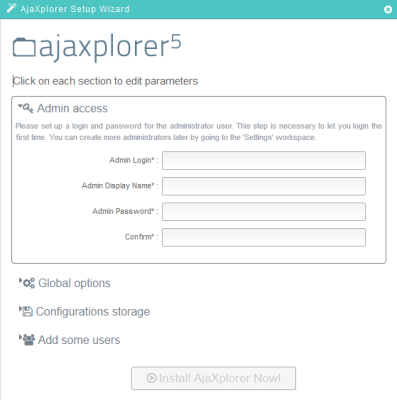 AjaXplorer Setup Wizard
ajaxplorer5
Click on each section to edit parameters
Admin access
Please set up a login and password for the administrator user. This step is necessary to let you login the
first time. You can create more administrators later by going to the 'Settings' workspace.
Admin Login* :
Admin Display Name* :
Admin Password* :
Confirm* :
Global options
Configurations storage
Add some users
Install AjaXplorer Now!